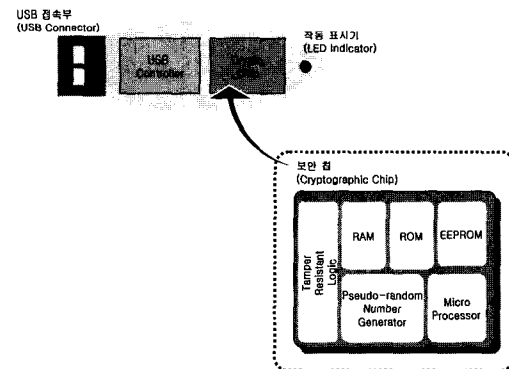 USB 접속부
(USB Connector)
USB
Controller
작동 표시기
(LED Indicator)
보안 칩
(Cryptographic Chip)
Tamper
Resistant
Logic
RAM
ROM
EEPROM
Pseudo-random
Number
Generator
Micro
Processor